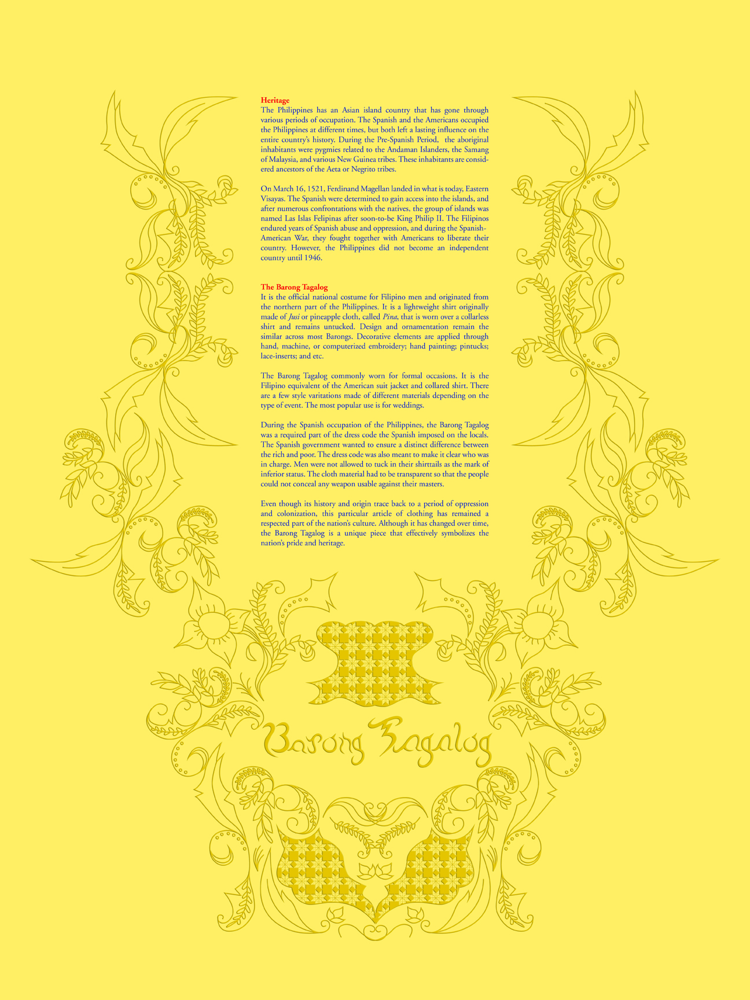 Heritage
The Philippines has an Asian island country that has gone through
various periods of occupation. The Spanish and the Americans occupied
the Philippines at different times, but both left a lasting influence on the
entire country's history. During the Pre-Spanish Period,  the aboriginal
inhabitants were pygmies related to the Andaman Islanders, the Samang
of Malaysia, and various New Guinea tribes. These inhabitants are consid-
ered ancestors of the Aeta or Negrito tribes.
On March 16, 1521, Ferdinand Magellan landed in what is today, Eastern
Visayas. The Spanish were determined to gain access into the islands, and
after numerous confrontations with the natives, the group of islands was
named Las Islas Felipinas after soon-to-be King Philip II. The Filipinos
endured years of Spanish abuse and oppression, and during the Spanish-
American War, they fought together with Americans to liberate their
country. However, the Philippines did not become an independent
country until 1946.
The Barong Tagalog
It is the official national costume for Filipino men and originated from
the northern part of the Philippines. It is a lightweight shirt originally
made of Jusi or pineapple cloth, called Pina, that is worn over a collarless
shirt and remains untucked. Design and ornamentation remain the
similar across most Barongs. Decorative elements are applied through
hand, machine, or computerized embroidery; hand painting; pintucks;
lace-inserts; and etc.
The Barong Tagalog commonly worn for formal occasions. It is the
Filipino equivalent of the American suit jacket and collared shirt. There
are a few style varitations made of different materials depending on the
type of event. The most popular use is for weddings.
During the Spanish occupation of the Philippines, the Barong Tagalog
was a required part of the dress code the Spanish imposed on the locals.
The Spanish government wanted to ensure a distinct difference between
the rich and poor. The dress code was also meant to make it clear who was
in charge. Men were not allowed to tuck in their shirttails as the mark of
inferior status. The cloth material had to be transparent so that the people
could not conceal any weapon usable against their masters.
Even though its history and origin trace back to a period of oppression
and colonization, this particular article of clothing has remained a
respected part of the nation's culture. Although it has changed over time,
the Barong Tagalog is a unique piece that effectively symbolizes the
nation's pride and heritage.
Barong Tagalog